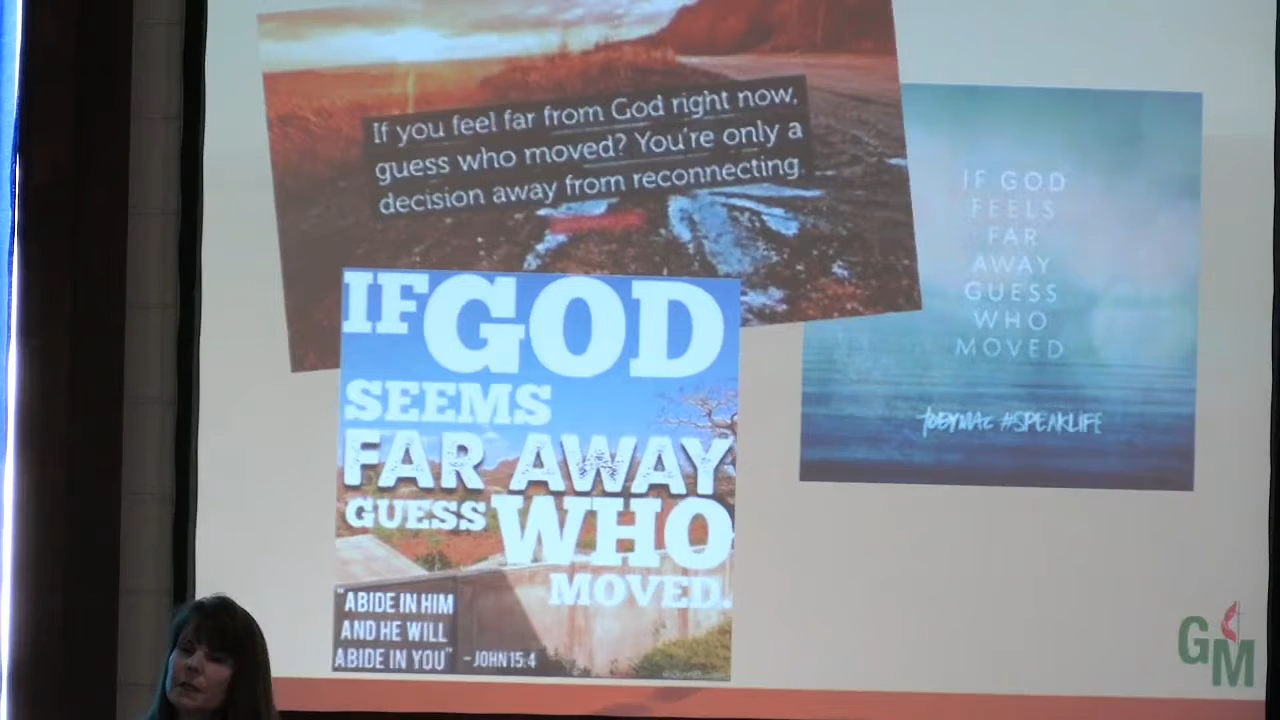 If you feel far from God right now,
guess who moved? You're only a
decision away from reconnecting.
IF GOD
FEELS
FAR
AWAY
GUESS
WHO
MOVED
TOBYMAC #SPEAKLIFE
IF GOD
SEEMS
FAR AWAY
GUESS WHO
MOVED.
"ABIDE IN HIM
AND HE WILL
ABIDE IN YOU" - JOHN 15:4
GM